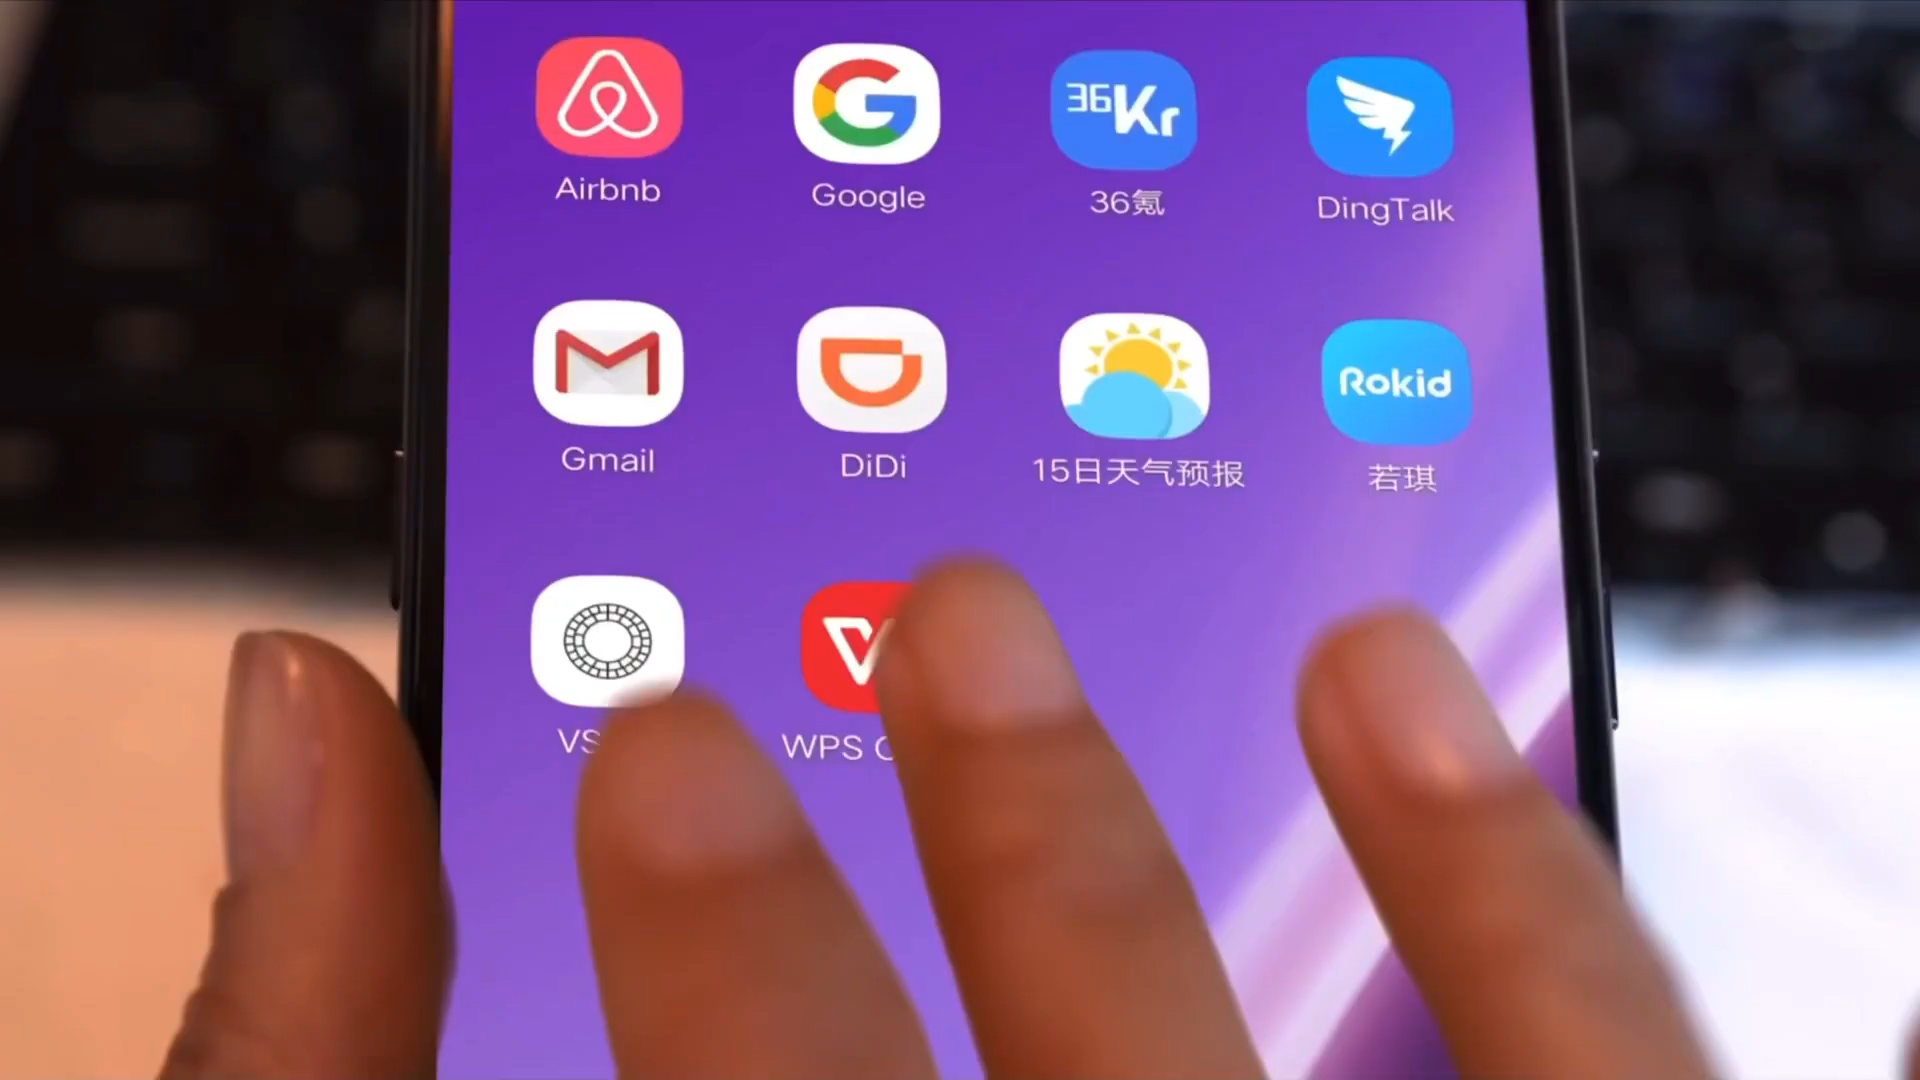 36Kr
Airbnb
Google
36氪
DingTalk
Rokid
Gmail
DiDi
15日天气预报
若琪
WPS